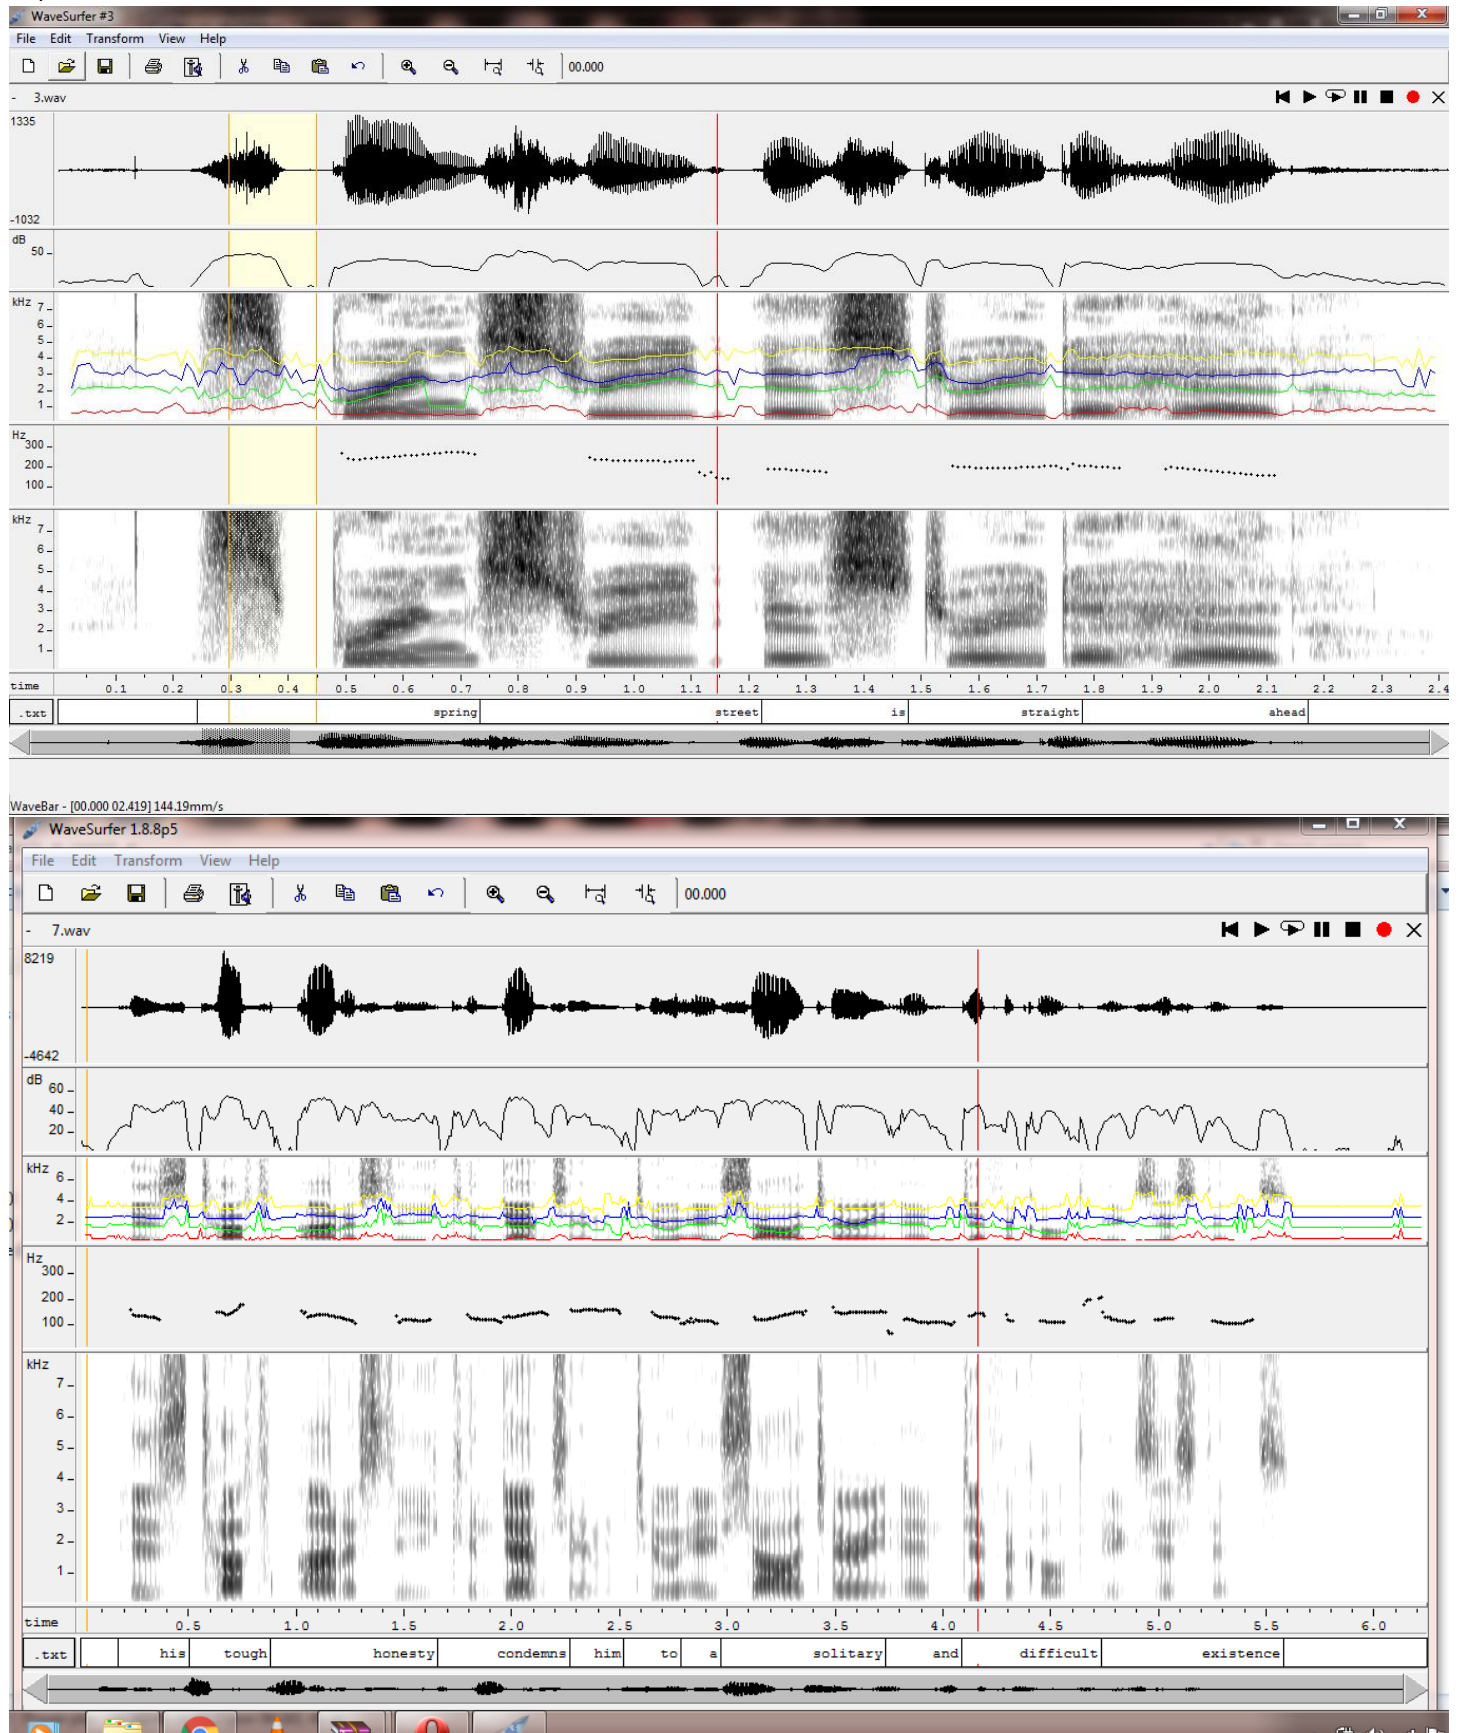 WaveSurfer #3
File Edit Transform View Help
00.000
- 3.wav
1335
-1032
dB
50
kHz
7
6
5
4
3
2
1
Hz
300
200
100
kHz
7
6
5
4
3
2
1
time 0.1 0.2 0.3 0.4 0.5 0.6 0.7 0.8 0.9 1.0 1.1 1.2 1.3 1.4 1.5 1.6 1.7 1.8 1.9 2.0 2.1 2.2 2.3 2.4
.txt spring street is straight ahead
WaveBar - [00.000 02.419] 144.19mm/s
WaveSurfer 1.8.8p5
File Edit Transform View Help
00.000
- 7.wav
8219
-4642
dB
60
40
20
kHz
6
4
2
Hz
300
200
100
kHz
7
6
5
4
3
2
1
time 0.5 1.0 1.5 2.0 2.5 3.0 3.5 4.0 4.5 5.0 5.5 6.0
.txt his tough honesty condemns him to a solitary and difficult existence